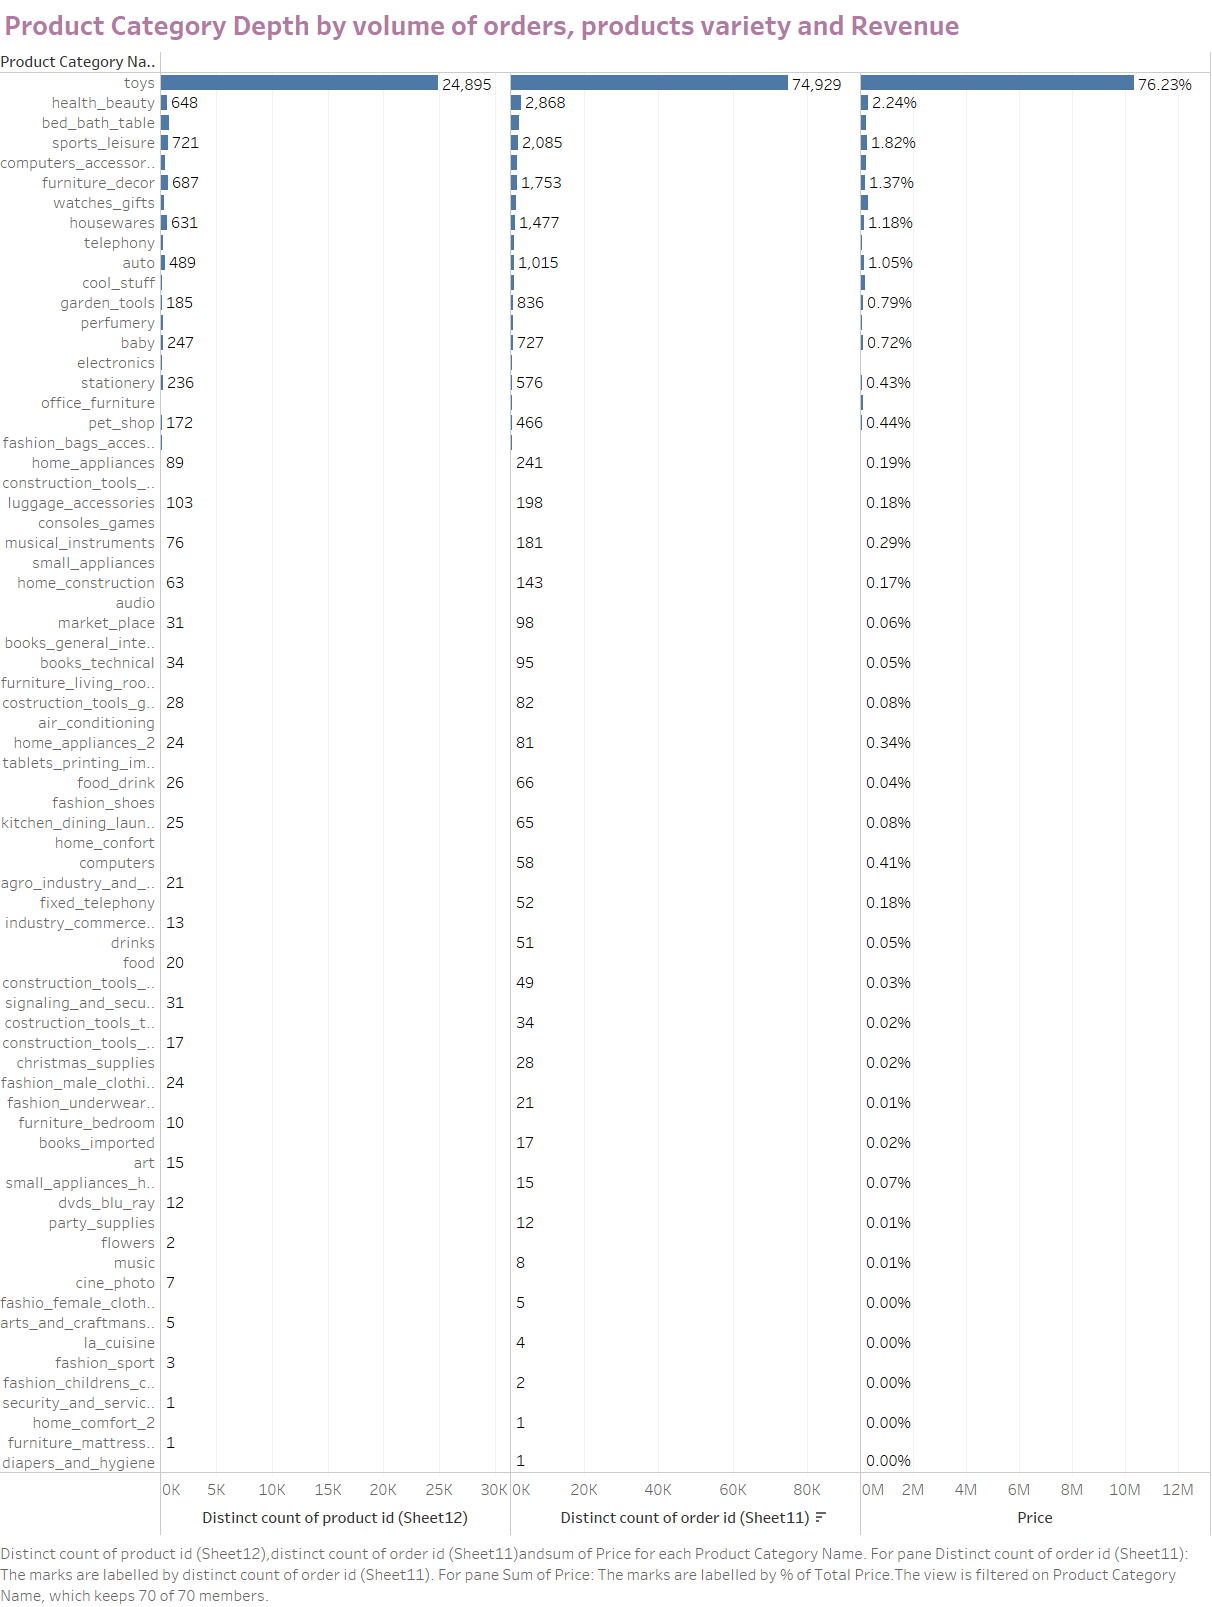 Product Category Depth by volume of orders, products variety and Revenue
Product Category Na..
toys 24,895 74,929 76.23%
health_beauty 648 2,868 2.24%
bed_bath_table
sports_leisure 721 2,085 1.82%
computers_accessor..
furniture_decor 687 1,753 1.37%
watches_gifts
housewares 631 1,477 1.18%
telephony
auto 489 1,015 1.05%
cool_stuff
garden_tools 185 836 0.79%
perfumery
baby 247 727 0.72%
electronics
stationery 236 576 0.43%
office_furniture
pet_shop 172 466 0.44%
fashion_bags_acces..
home_appliances 89 241 0.19%
construction_tools_..
luggage_accessories 103 198 0.18%
consoles_games
musical_instruments 76 181 0.29%
small_appliances
home_construction 63 143 0.17%
audio
market_place 31 98 0.06%
books_general_inte..
books_technical 34 95 0.05%
furniture_living_roo..
costruction_tools_g.. 28 82 0.08%
air_conditioning
home_appliances_2 24 81 0.34%
tablets_printing_im..
food_drink 26 66 0.04%
fashion_shoes
kitchen_dining_laun.. 25 65 0.08%
home_confort
computers 58 0.41%
agro_industry_and_.. 21
fixed_telephony 52 0.18%
industry_commerce.. 13
drinks 51 0.05%
food 20
construction_tools_.. 49 0.03%
signaling_and_secu.. 31
costruction_tools_t.. 34 0.02%
construction_tools_.. 17
christmas_supplies 28 0.02%
fashion_male_clothi.. 24
fashion_underwear.. 21 0.01%
furniture_bedroom 10
books_imported 17 0.02%
art 15
small_appliances_h.. 15 0.07%
dvds_blu_ray 12
party_supplies 12 0.01%
flowers 2
music 8 0.01%
cine_photo 7
fashio_female_cloth.. 5 0.00%
arts_and_craftmans.. 5
la_cuisine 4 0.00%
fashion_sport 3
fashion_childrens_c.. 2 0.00%
security_and_servic.. 1
home_comfort_2 1 0.00%
furniture_mattress.. 1
diapers_and_hygiene 1 0.00%
0K 5K 10K 15K 20K 25K 30K 0K 20K 40K 60K 80K 0M 2M 4M 6M 8M 10M 12M
Distinct count of product id (Sheet12) Distinct count of order id (Sheet11) Price
Distinct count of product id (Sheet12),distinct count of order id (Sheet11)andsum of Price for each Product Category Name. For pane Distinct count of order id (Sheet11):
The marks are labelled by distinct count of order id (Sheet11). For pane Sum of Price: The marks are labelled by % of Total Price.The view is filtered on Product Category
Name, which keeps 70 of 70 members.